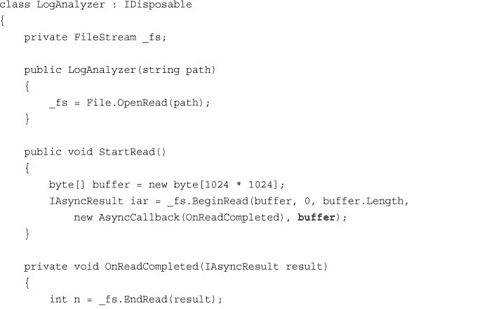 class LogAnalyzer : IDisposable
{
    private FileStream _fs;

    public LogAnalyzer(string path)
    {
        _fs = File.OpenRead(path);
    }

    public void StartRead()
    {
        byte[] buffer = new byte[1024 * 1024];
        IAsyncResult iar = _fs.BeginRead(buffer, 0, buffer.Length,
            new AsyncCallback(OnReadCompleted), buffer);
    }

    private void OnReadCompleted(IAsyncResult result)
    {
        int n = _fs.EndRead(result);